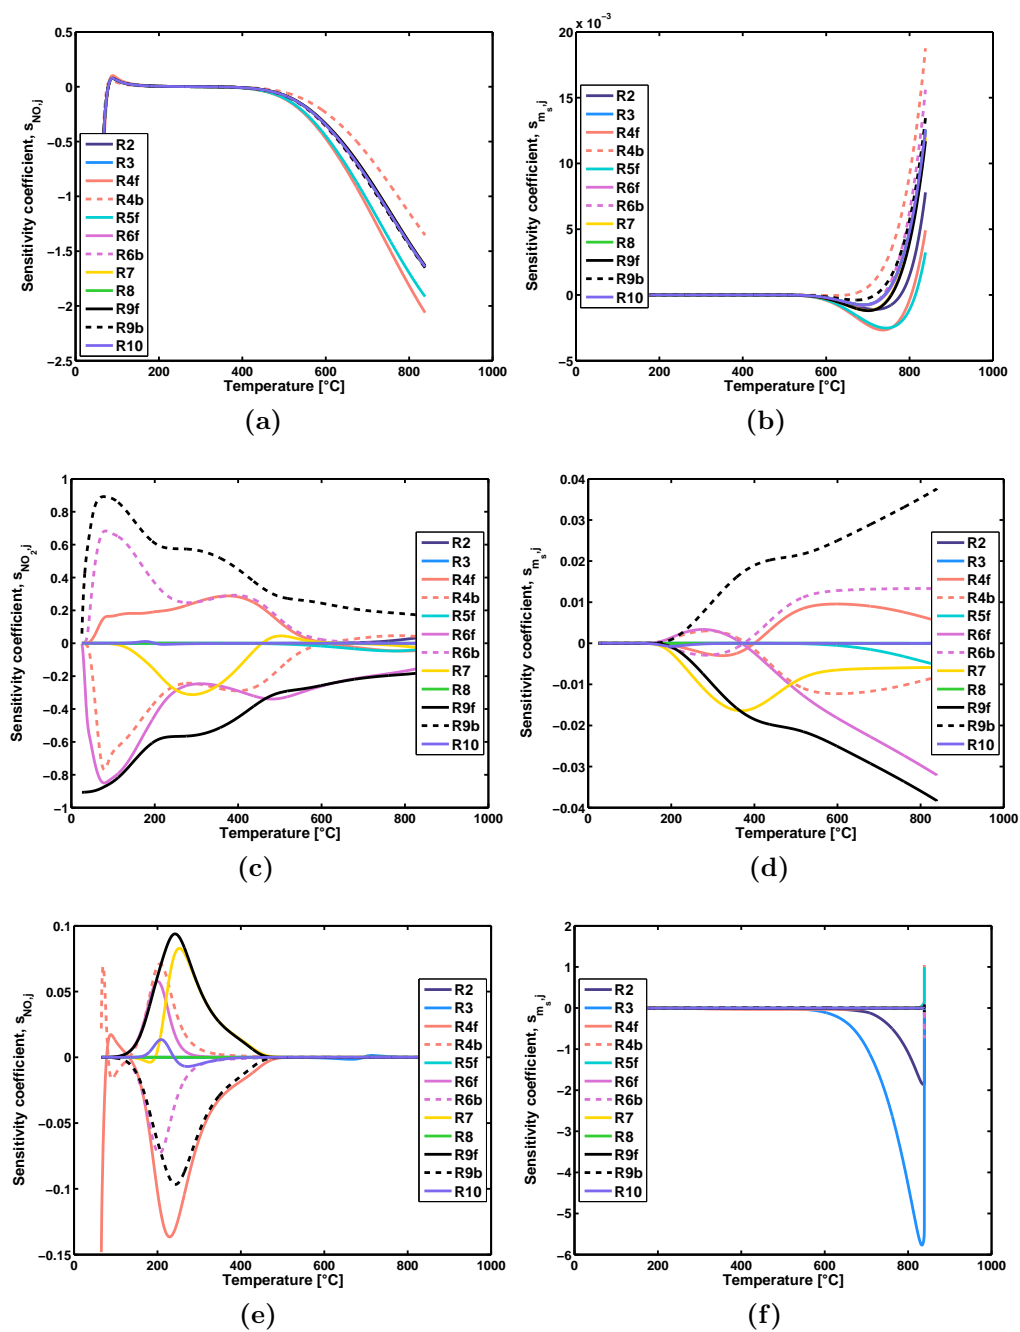 0.5
0
−0.5
−1
−1.5
−2
−2.5
0 200 400 600 800 1000
Temperature [°C]
Sensitivity coefficient, s_NO,j
R2
R3
R4f
R4b
R5f
R6f
R6b
R7
R8
R9f
R9b
R10
(a)
x 10^−3
20
15
10
5
0
−5
0 200 400 600 800 1000
Temperature [°C]
Sensitivity coefficient, s_m_s,j
R2
R3
R4f
R4b
R5f
R6f
R6b
R7
R8
R9f
R9b
R10
(b)
1
0.8
0.6
0.4
0.2
0
−0.2
−0.4
−0.6
−0.8
−1
0 200 400 600 800 1000
Temperature [°C]
Sensitivity coefficient, s_NO_2,j
R2
R3
R4f
R4b
R5f
R6f
R6b
R7
R8
R9f
R9b
R10
(c)
0.04
0.03
0.02
0.01
0
−0.01
−0.02
−0.03
−0.04
0 200 400 600 800 1000
Temperature [°C]
Sensitivity coefficient, s_m_s,j
R2
R3
R4f
R4b
R5f
R6f
R6b
R7
R8
R9f
R9b
R10
(d)
0.1
0.05
0
−0.05
−0.1
−0.15
0 200 400 600 800 1000
Temperature [°C]
Sensitivity coefficient, s_NO,j
R2
R3
R4f
R4b
R5f
R6f
R6b
R7
R8
R9f
R9b
R10
(e)
2
1
0
−1
−2
−3
−4
−5
−6
0 200 400 600 800 1000
Temperature [°C]
Sensitivity coefficient, s_m_s,j
R2
R3
R4f
R4b
R5f
R6f
R6b
R7
R8
R9f
R9b
R10
(f)